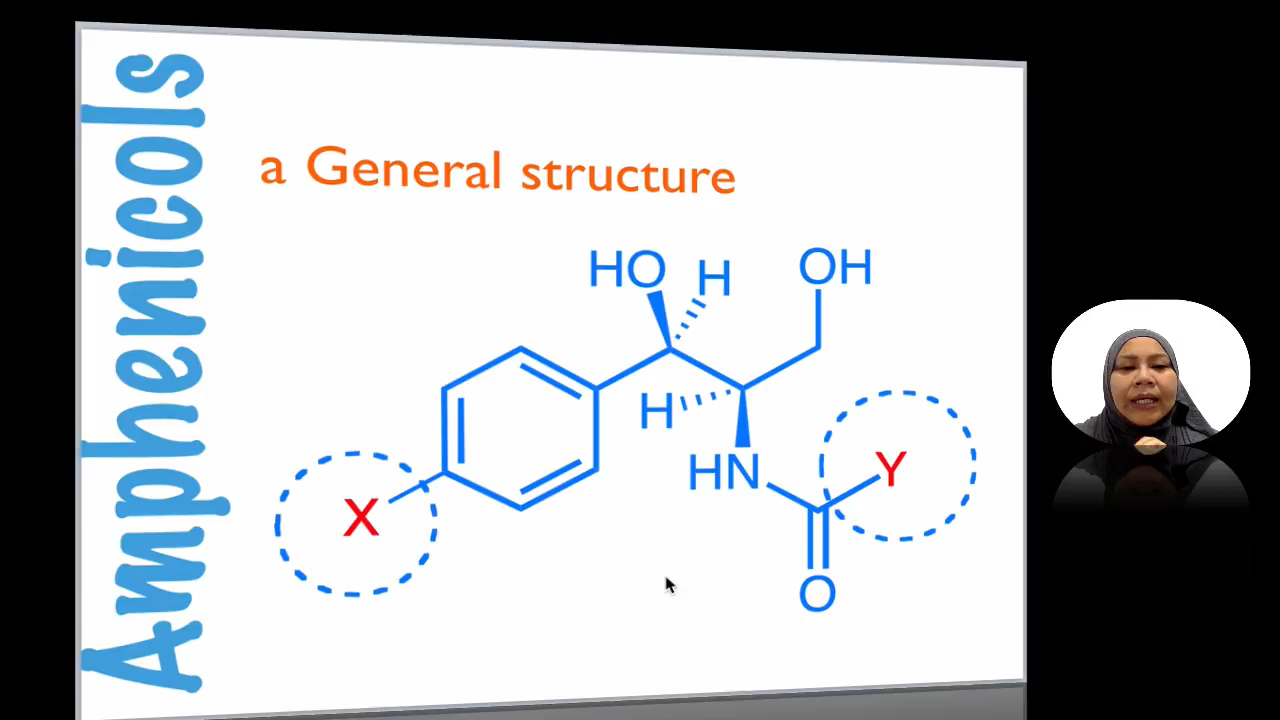 Amphenicols
a General structure
HO H OH
H
HN Y
X
O